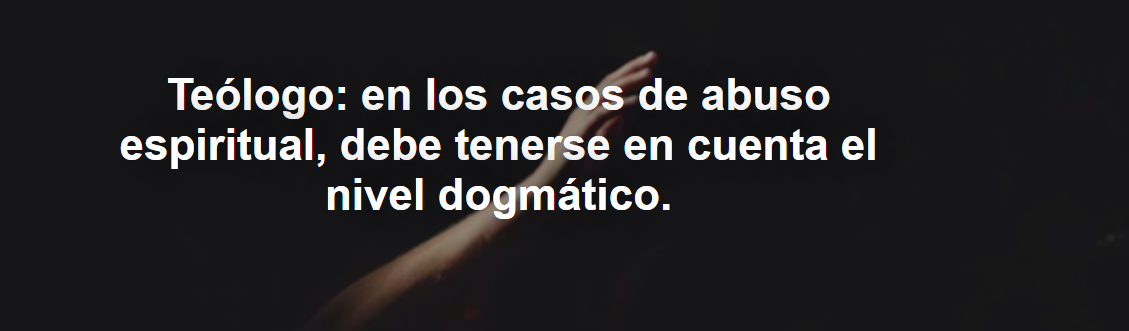 Teólogo: en los casos de abuso
espiritual, debe tenerse en cuenta el
nivel dogmático.